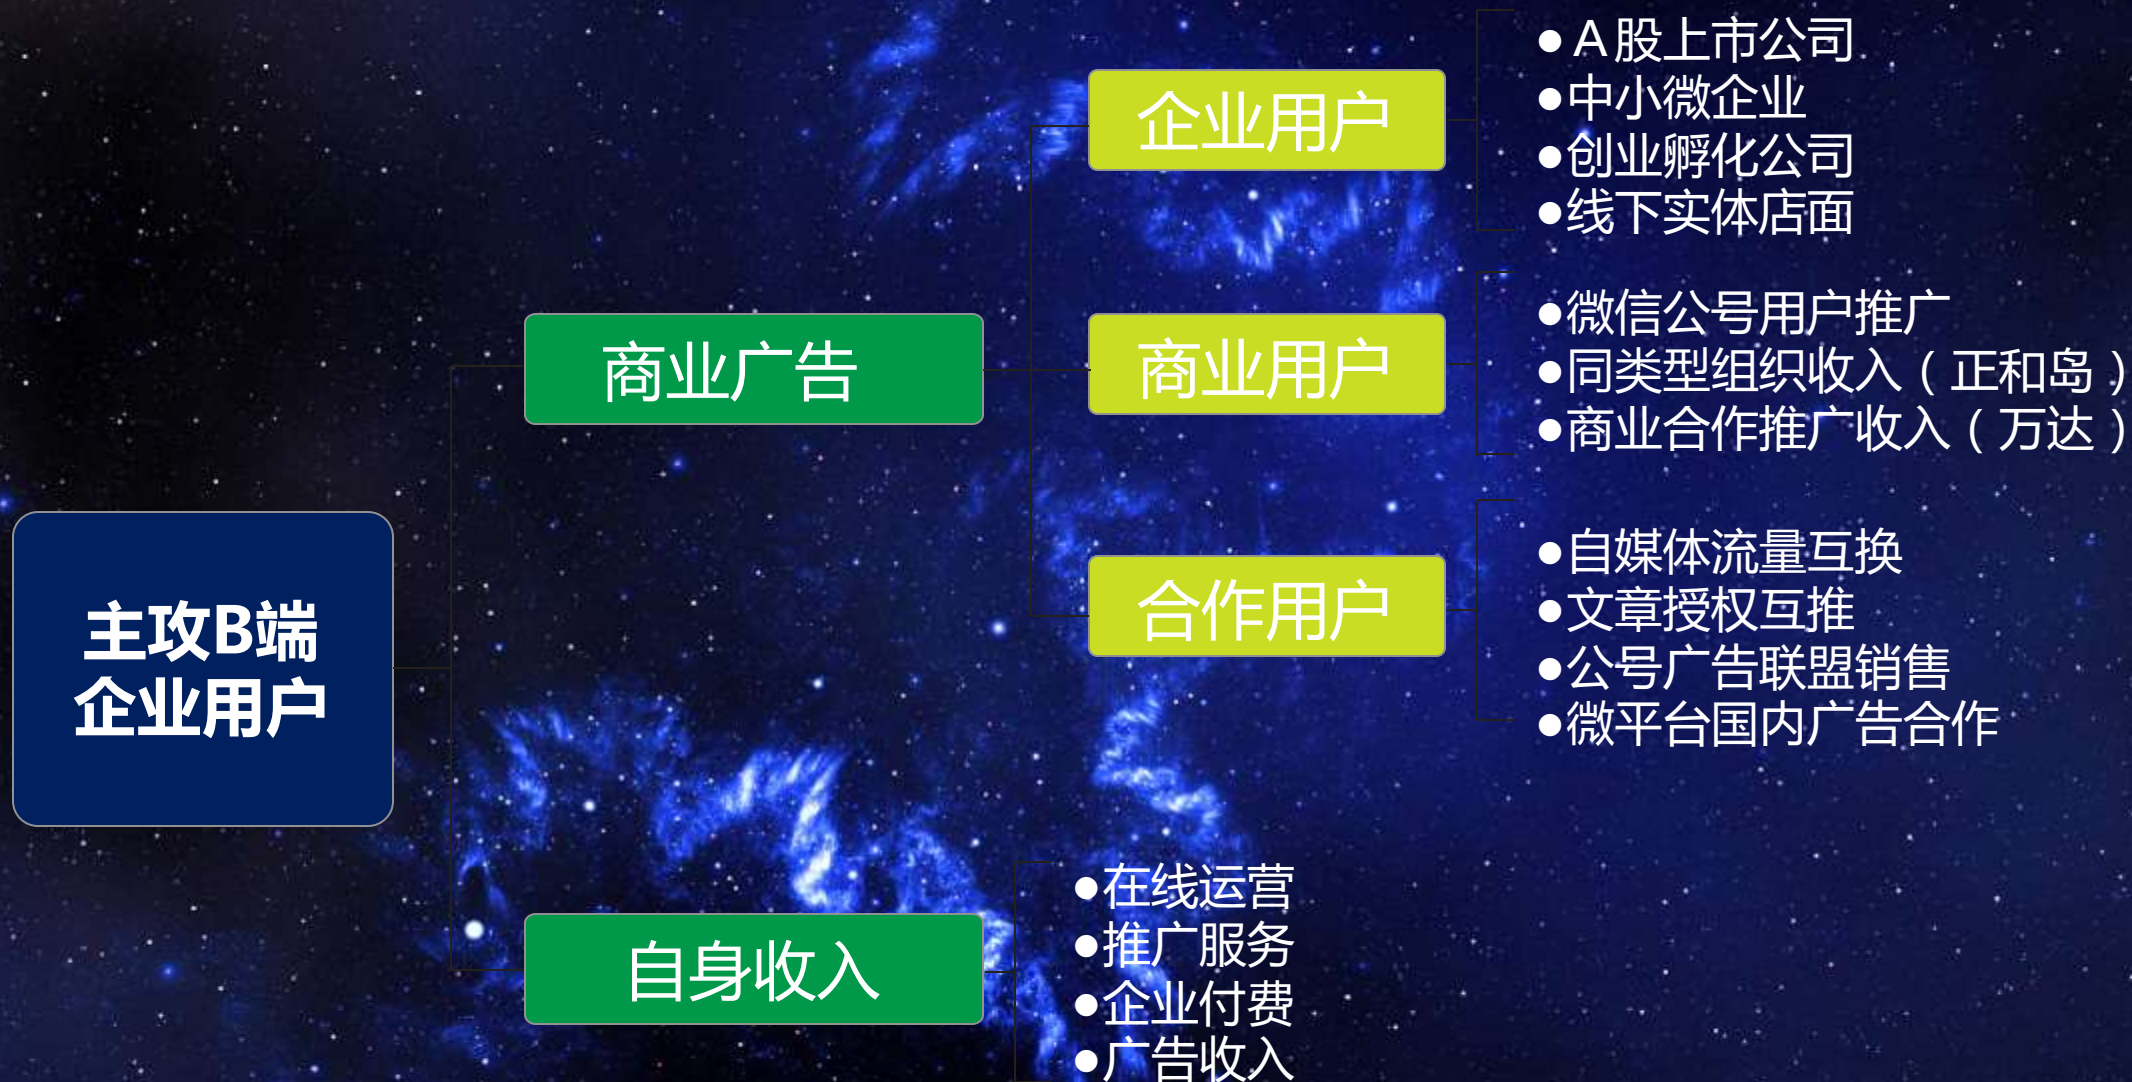 主攻B端
企业用户
商业广告
企业用户
●A股上市公司
●中小微企业
●创业孵化公司
●线下实体店面
商业用户
●微信公号用户推广
●同类型组织收入（正和岛）
●商业合作推广收入（万达）
合作用户
●自媒体流量互换
●文章授权互推
●公号广告联盟销售
●微平台国内广告合作
自身收入
●在线运营
●推广服务
●企业付费
●广告收入